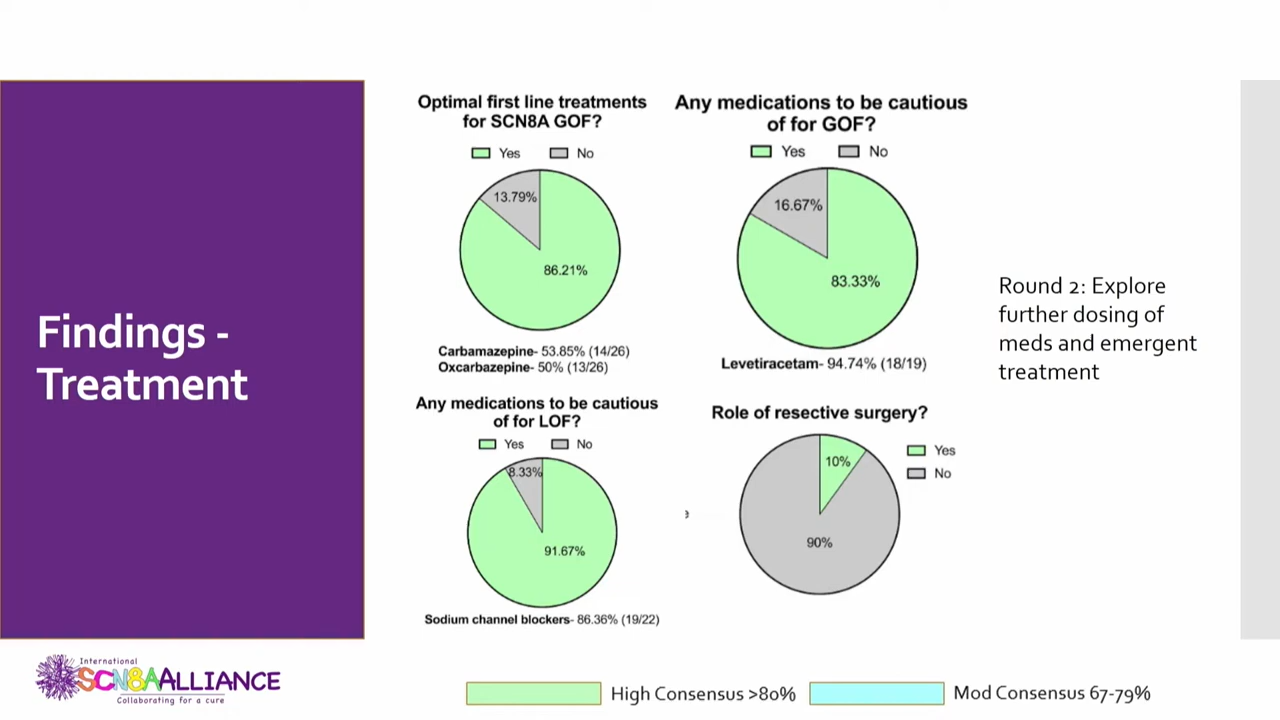 Findings -
Treatment
Optimal first line treatments
for SCN8A GOF?
Yes No
13.79%
86.21%
Carbamazepine- 53.85% (14/26)
Oxcarbazepine- 50% (13/26)
Any medications to be cautious
of for GOF?
Yes No
16.67%
83.33%
Levetiracetam- 94.74% (18/19)
Any medications to be cautious
of for LOF?
Yes No
8.33%
91.67%
Sodium channel blockers- 86.36% (19/22)
Role of resective surgery?
Yes
No
10%
90%
Round 2: Explore
further dosing of
meds and emergent
treatment
International
SCN8A ALLIANCE
Collaborating for a cure
High Consensus >80%
Mod Consensus 67-79%